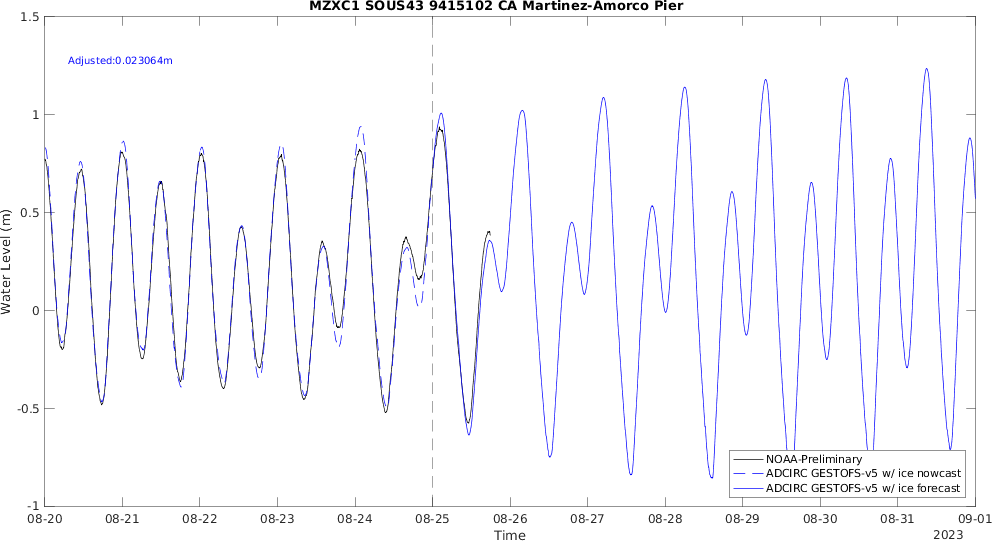 MZXC1 SOUS43 9415102 CA Martinez-Amorco Pier
Adjusted:0.023064m
1.5
1
0.5
0
-0.5
-1
Water Level (m)
NOAA-Preliminary
ADCIRC GESTOFS-v5 w/ ice nowcast
ADCIRC GESTOFS-v5 w/ ice forecast
08-20 08-21 08-22 08-23 08-24 08-25 08-26 08-27 08-28 08-29 08-30 08-31 09-01
Time
2023